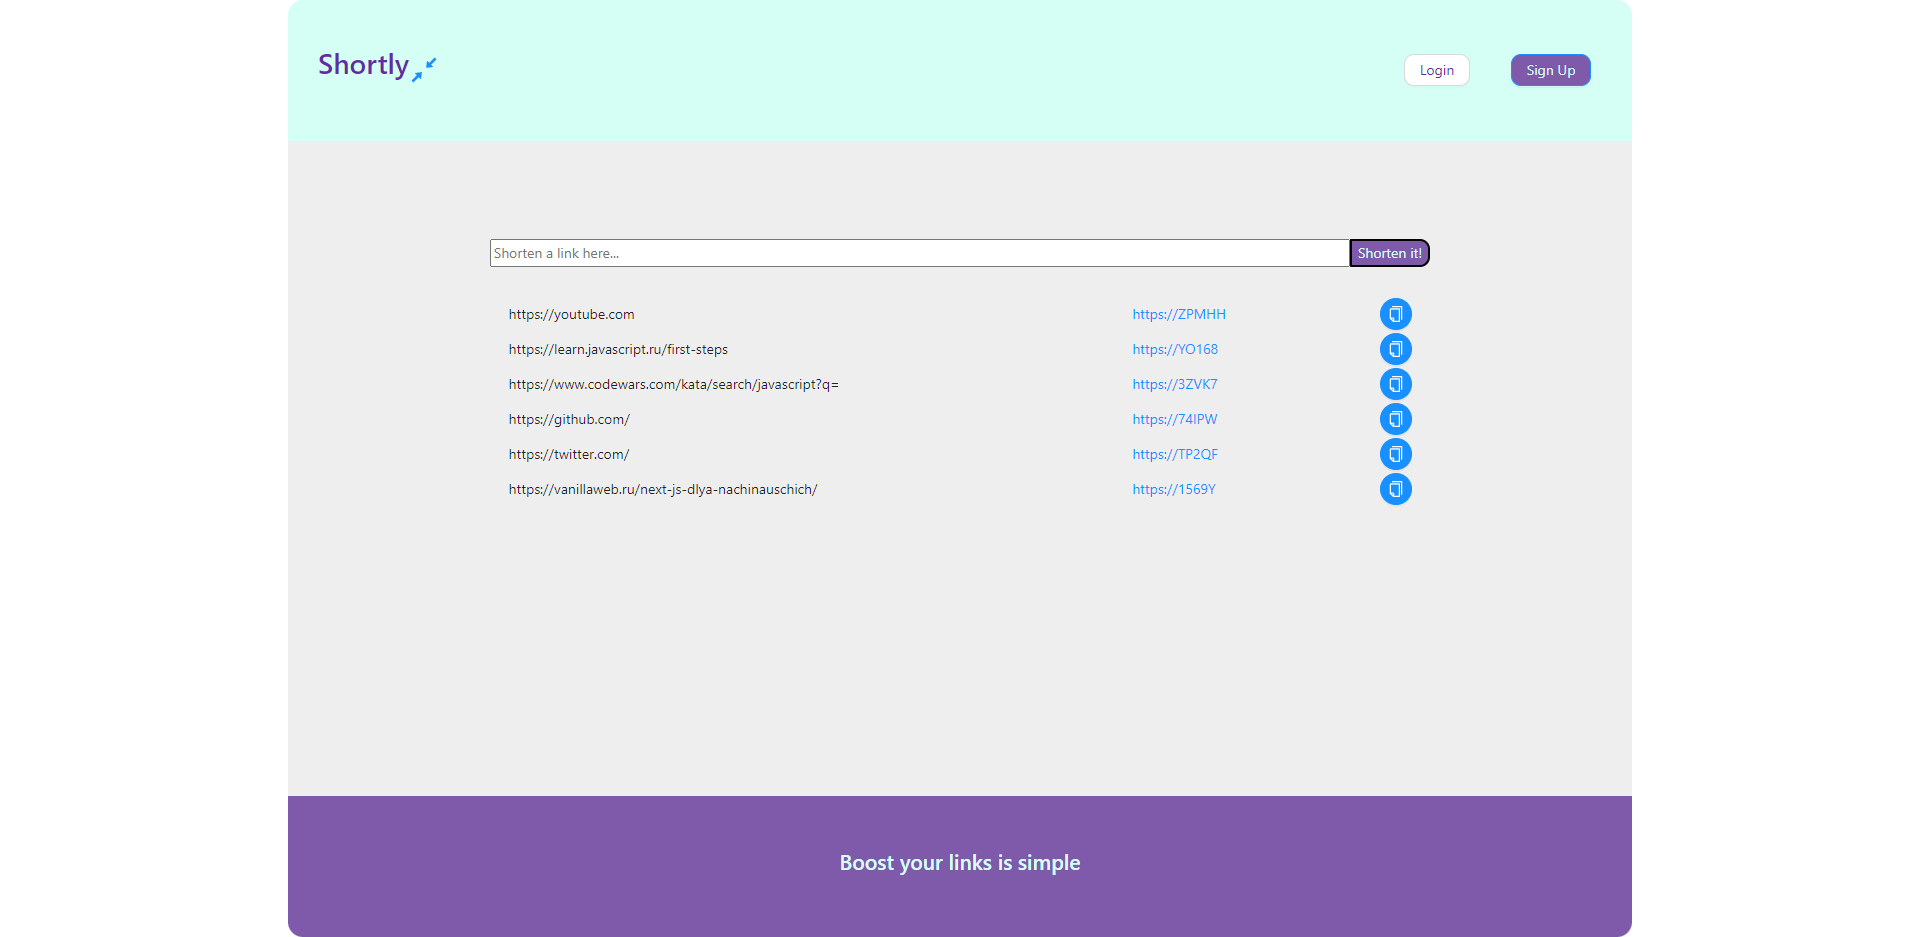 Shortly
Login
Sign Up
Shorten a link here...
Shorten it!
https://youtube.com https://ZPMHH
https://learn.javascript.ru/first-steps https://YO168
https://www.codewars.com/kata/search/javascript?q= https://3ZVK7
https://github.com/ https://74IPW
https://twitter.com/ https://TP2QF
https://vanillaweb.ru/next-js-dlya-nachinauschich/ https://1569Y
Boost your links is simple